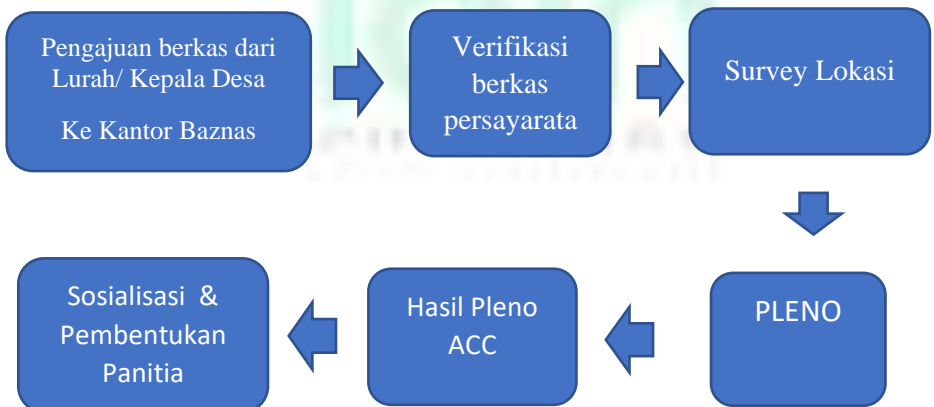 Pengajuan berkas dari
Lurah/ Kepala Desa
Ke Kantor Baznas
Verifikasi
berkas
persayarata
Survey Lokasi
PLENO
Hasil Pleno
ACC
Sosialisasi &
Pembentukan
Panitia